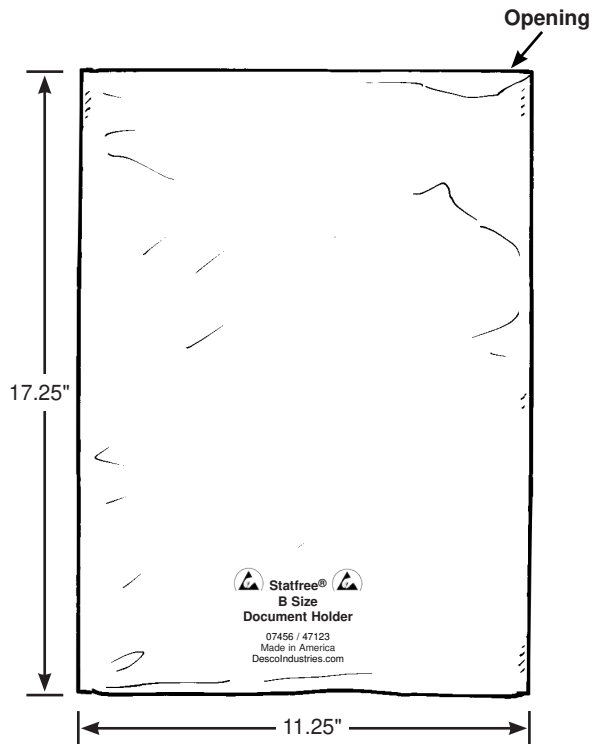 Opening
17.25"
Statfree®
B Size
Document Holder
07456 / 47123
Made in America
DescoIndustries.com
11.25"